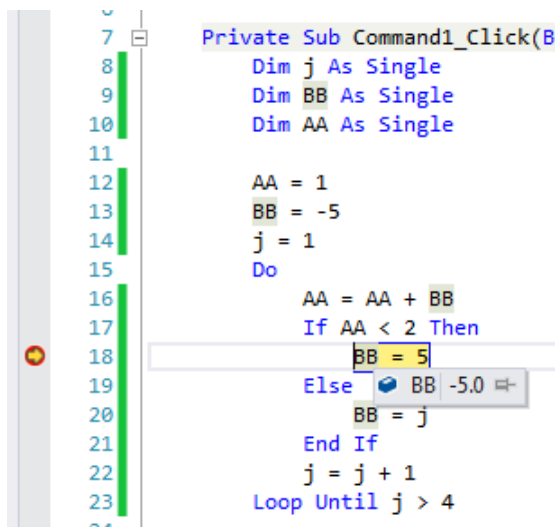 7 Private Sub Command1_Click(B
8 Dim j As Single
9 Dim BB As Single
10 Dim AA As Single
11
12 AA = 1
13 BB = -5
14 j = 1
15 Do
16 AA = AA + BB
17 If AA < 2 Then
18 BB = 5
19 Else BB -5.0
20 BB = j
21 End If
22 j = j + 1
23 Loop Until j > 4